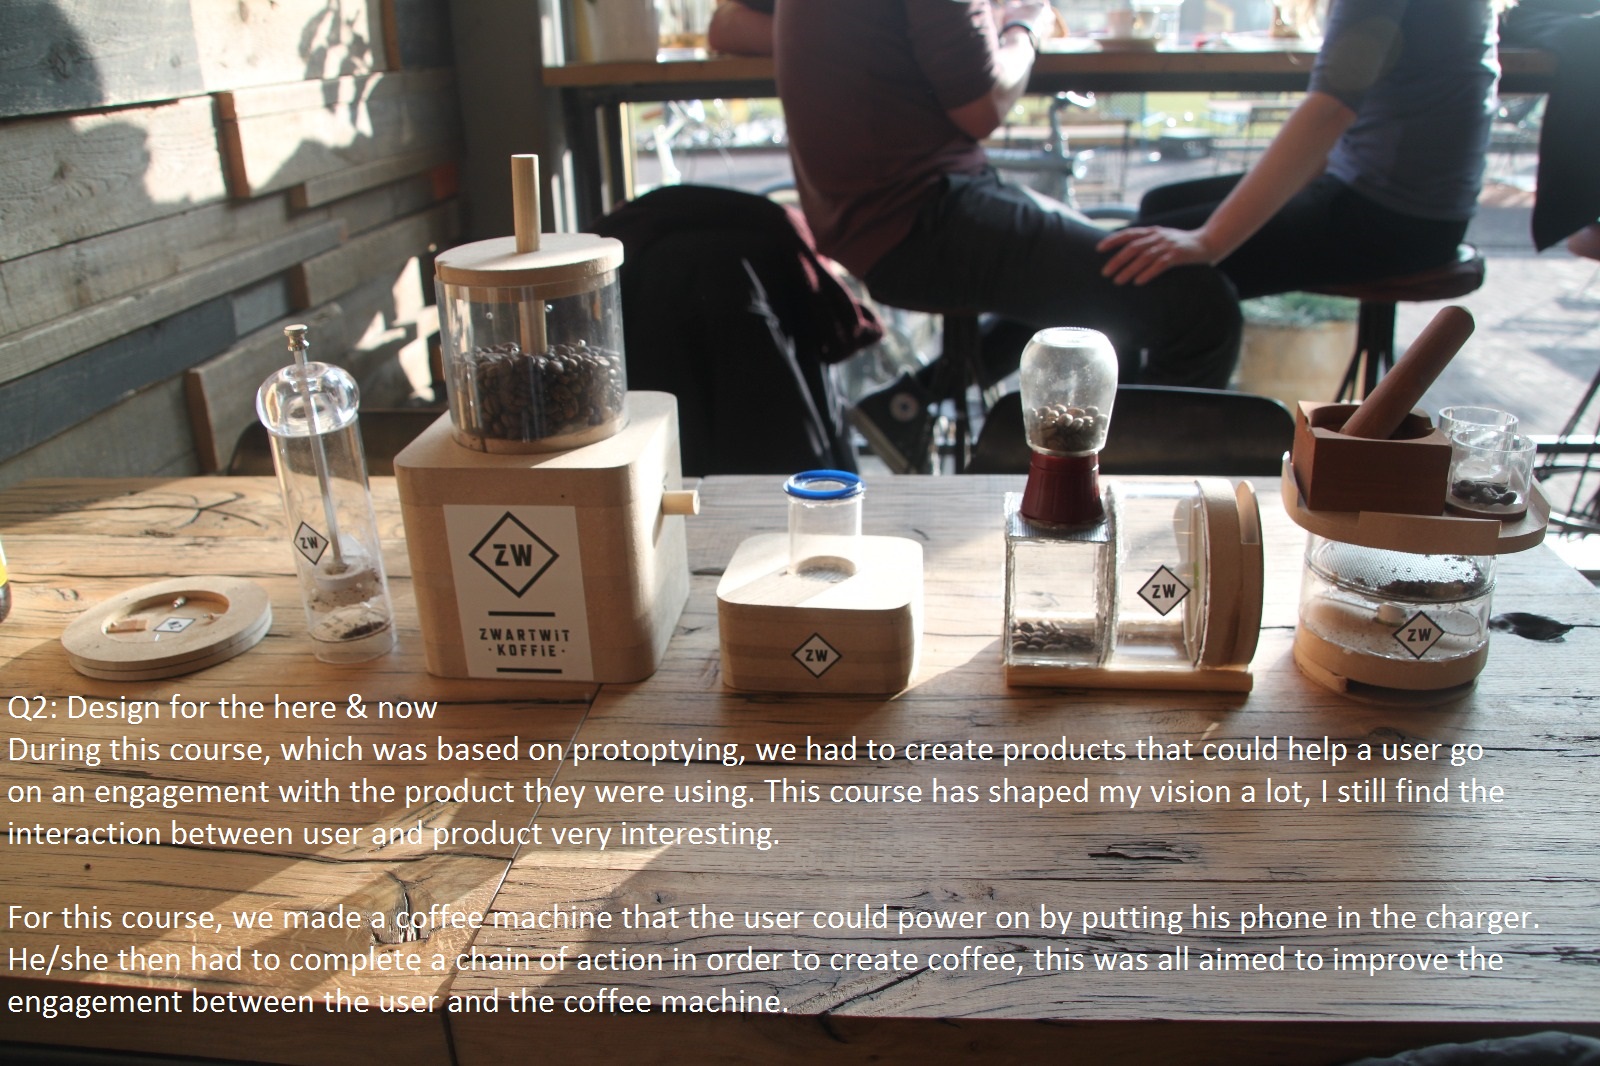 ZW
ZW
ZWARTWIT
·KOFFIE·
ZW
ZW
ZW
Q2: Design for the here & now
During this course, which was based on protoptying, we had to create products that could help a user go
on an engagement with the product they were using. This course has shaped my vision a lot, I still find the
interaction between user and product very interesting.
For this course, we made a coffee machine that the user could power on by putting his phone in the charger.
He/she then had to complete a chain of action in order to create coffee, this was all aimed to improve the
engagement between the user and the coffee machine.